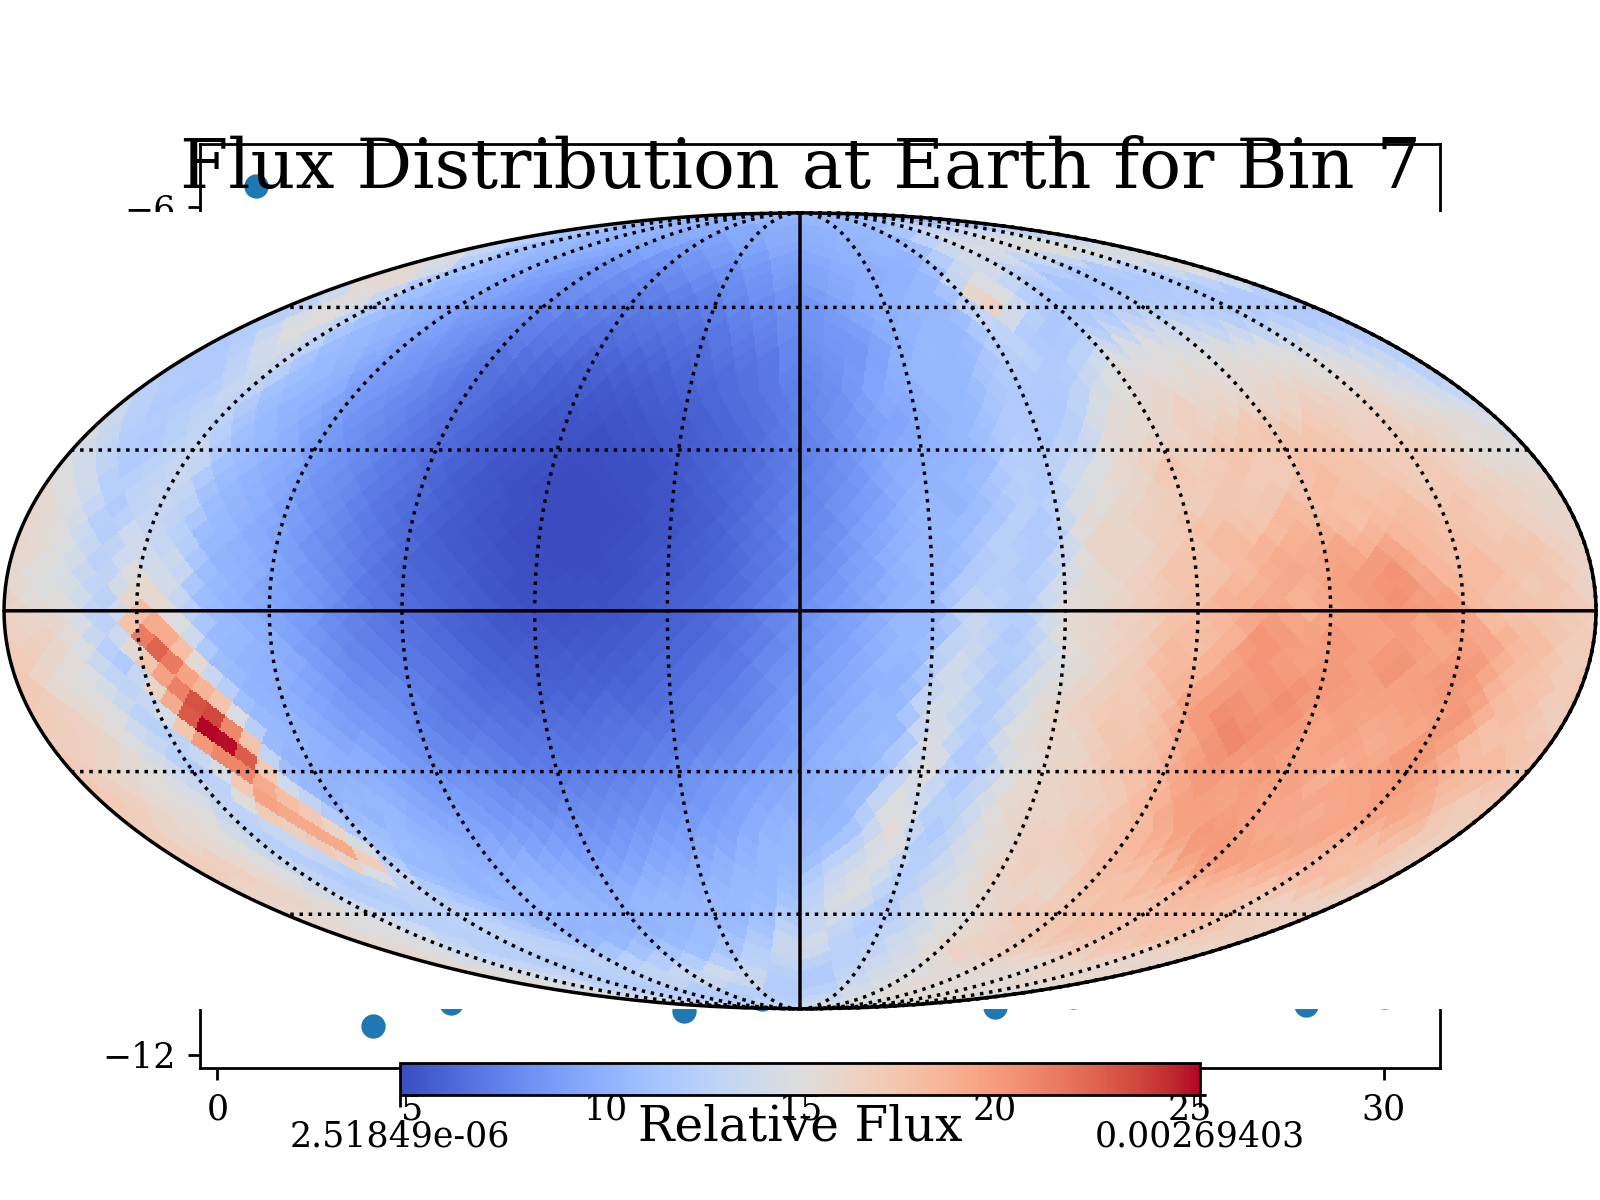 Flux Distribution at Earth for Bin 7
−6
−12
0 5 10 15 20 25 30
2.51849e-06 Relative Flux 0.00269403